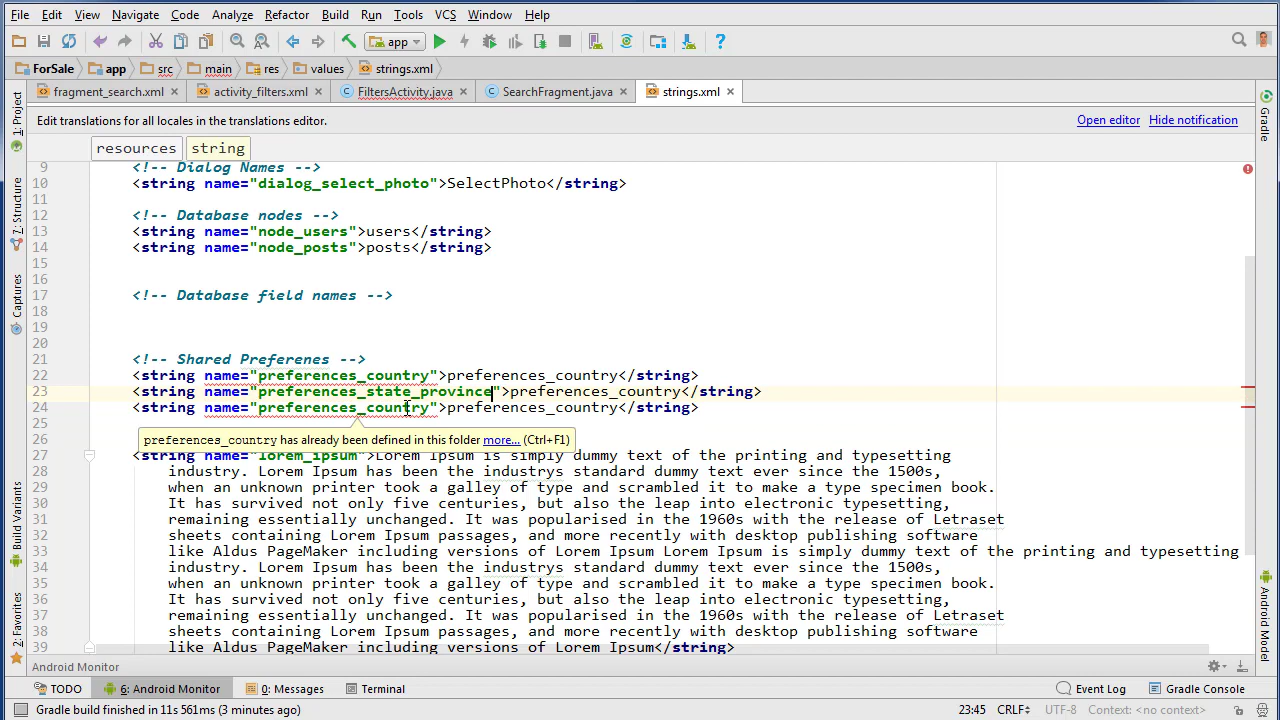 File Edit View Navigate Code Analyze Refactor Build Run Tools VCS Window Help
app
ForSale app src main res values strings.xml
fragment_search.xml activity_filters.xml FiltersActivity.java SearchFragment.java strings.xml
Edit translations for all locales in the translations editor. Open editor Hide notification
resources string
9 <!-- Dialog Names -->
10 <string name="dialog_select_photo">SelectPhoto</string>
11
12 <!-- Database nodes -->
13 <string name="node_users">users</string>
14 <string name="node_posts">posts</string>
15
16
17 <!-- Database field names -->
18
19
20
21 <!-- Shared Preferenes -->
22 <string name="preferences_country">preferences_country</string>
23 <string name="preferences_state_province">preferences_country</string>
24 <string name="preferences_country">preferences_country</string>
25
preferences_country has already been defined in this folder more... (Ctrl+F1)
26
27 <string name="lorem_ipsum">Lorem Ipsum is simply dummy text of the printing and typesetting
28 industry. Lorem Ipsum has been the industrys standard dummy text ever since the 1500s,
29 when an unknown printer took a galley of type and scrambled it to make a type specimen book.
30 It has survived not only five centuries, but also the leap into electronic typesetting,
31 remaining essentially unchanged. It was popularised in the 1960s with the release of Letraset
32 sheets containing Lorem Ipsum passages, and more recently with desktop publishing software
33 like Aldus PageMaker including versions of Lorem Ipsum Lorem Ipsum is simply dummy text of the printing and typesetting
34 industry. Lorem Ipsum has been the industrys standard dummy text ever since the 1500s,
35 when an unknown printer took a galley of type and scrambled it to make a type specimen book.
36 It has survived not only five centuries, but also the leap into electronic typesetting,
37 remaining essentially unchanged. It was popularised in the 1960s with the release of Letraset
38 sheets containing Lorem Ipsum passages, and more recently with desktop publishing software
39 like Aldus PageMaker including versions of Lorem Ipsum</string>
1: Project
7: Structure
Captures
Build Variants
2: Favorites
Gradle
Android Model
Android Monitor
TODO 6: Android Monitor 0: Messages Terminal Event Log Gradle Console
Gradle build finished in 11s 561ms (3 minutes ago) 23:45 CRLF UTF-8 Context: <no context>